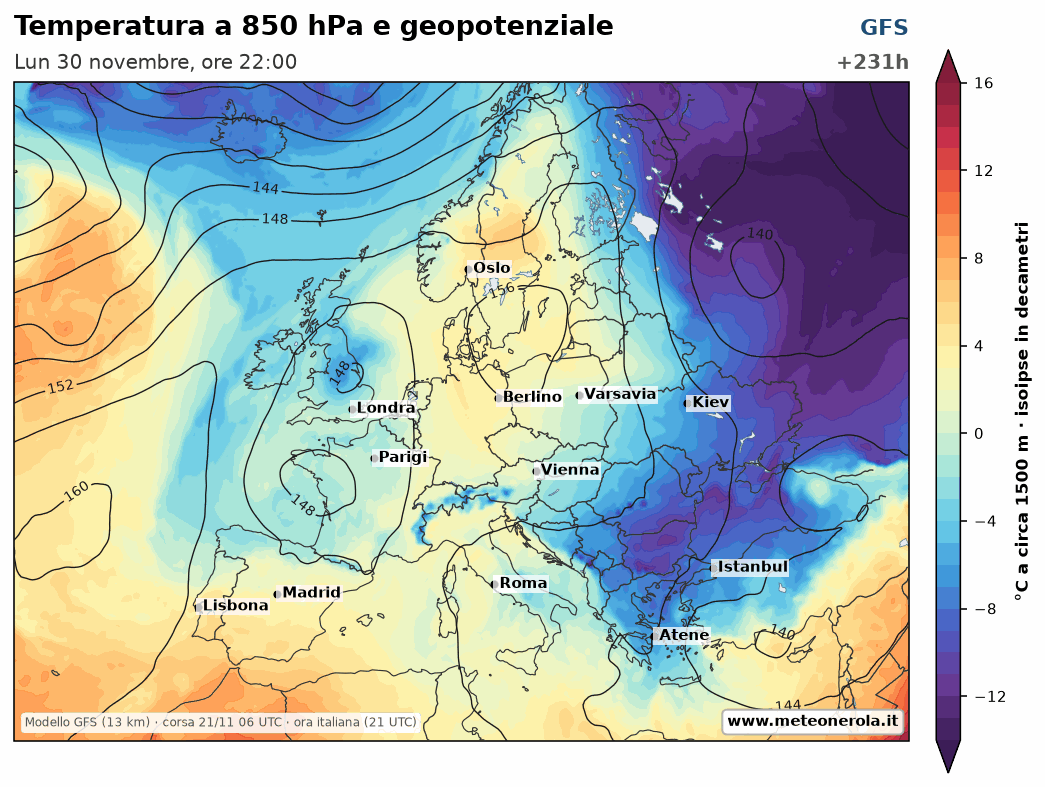 Temperatura a 850 hPa e geopotenziale
GFS
Lun 30 novembre, ore 22:00
+231h
144
148
140
Oslo
156
148
152
Londra
Berlino
Varsavia
Kiev
Parigi
Vienna
160
148
Istanbul
Roma
Madrid
Lisbona
Atene
140
144
Modello GFS (13 km) · corsa 21/11 06 UTC · ora italiana (21 UTC)
www.meteonerola.it
16
12
8
4
0
−4
−8
−12
°C a circa 1500 m · isoipse in decametri